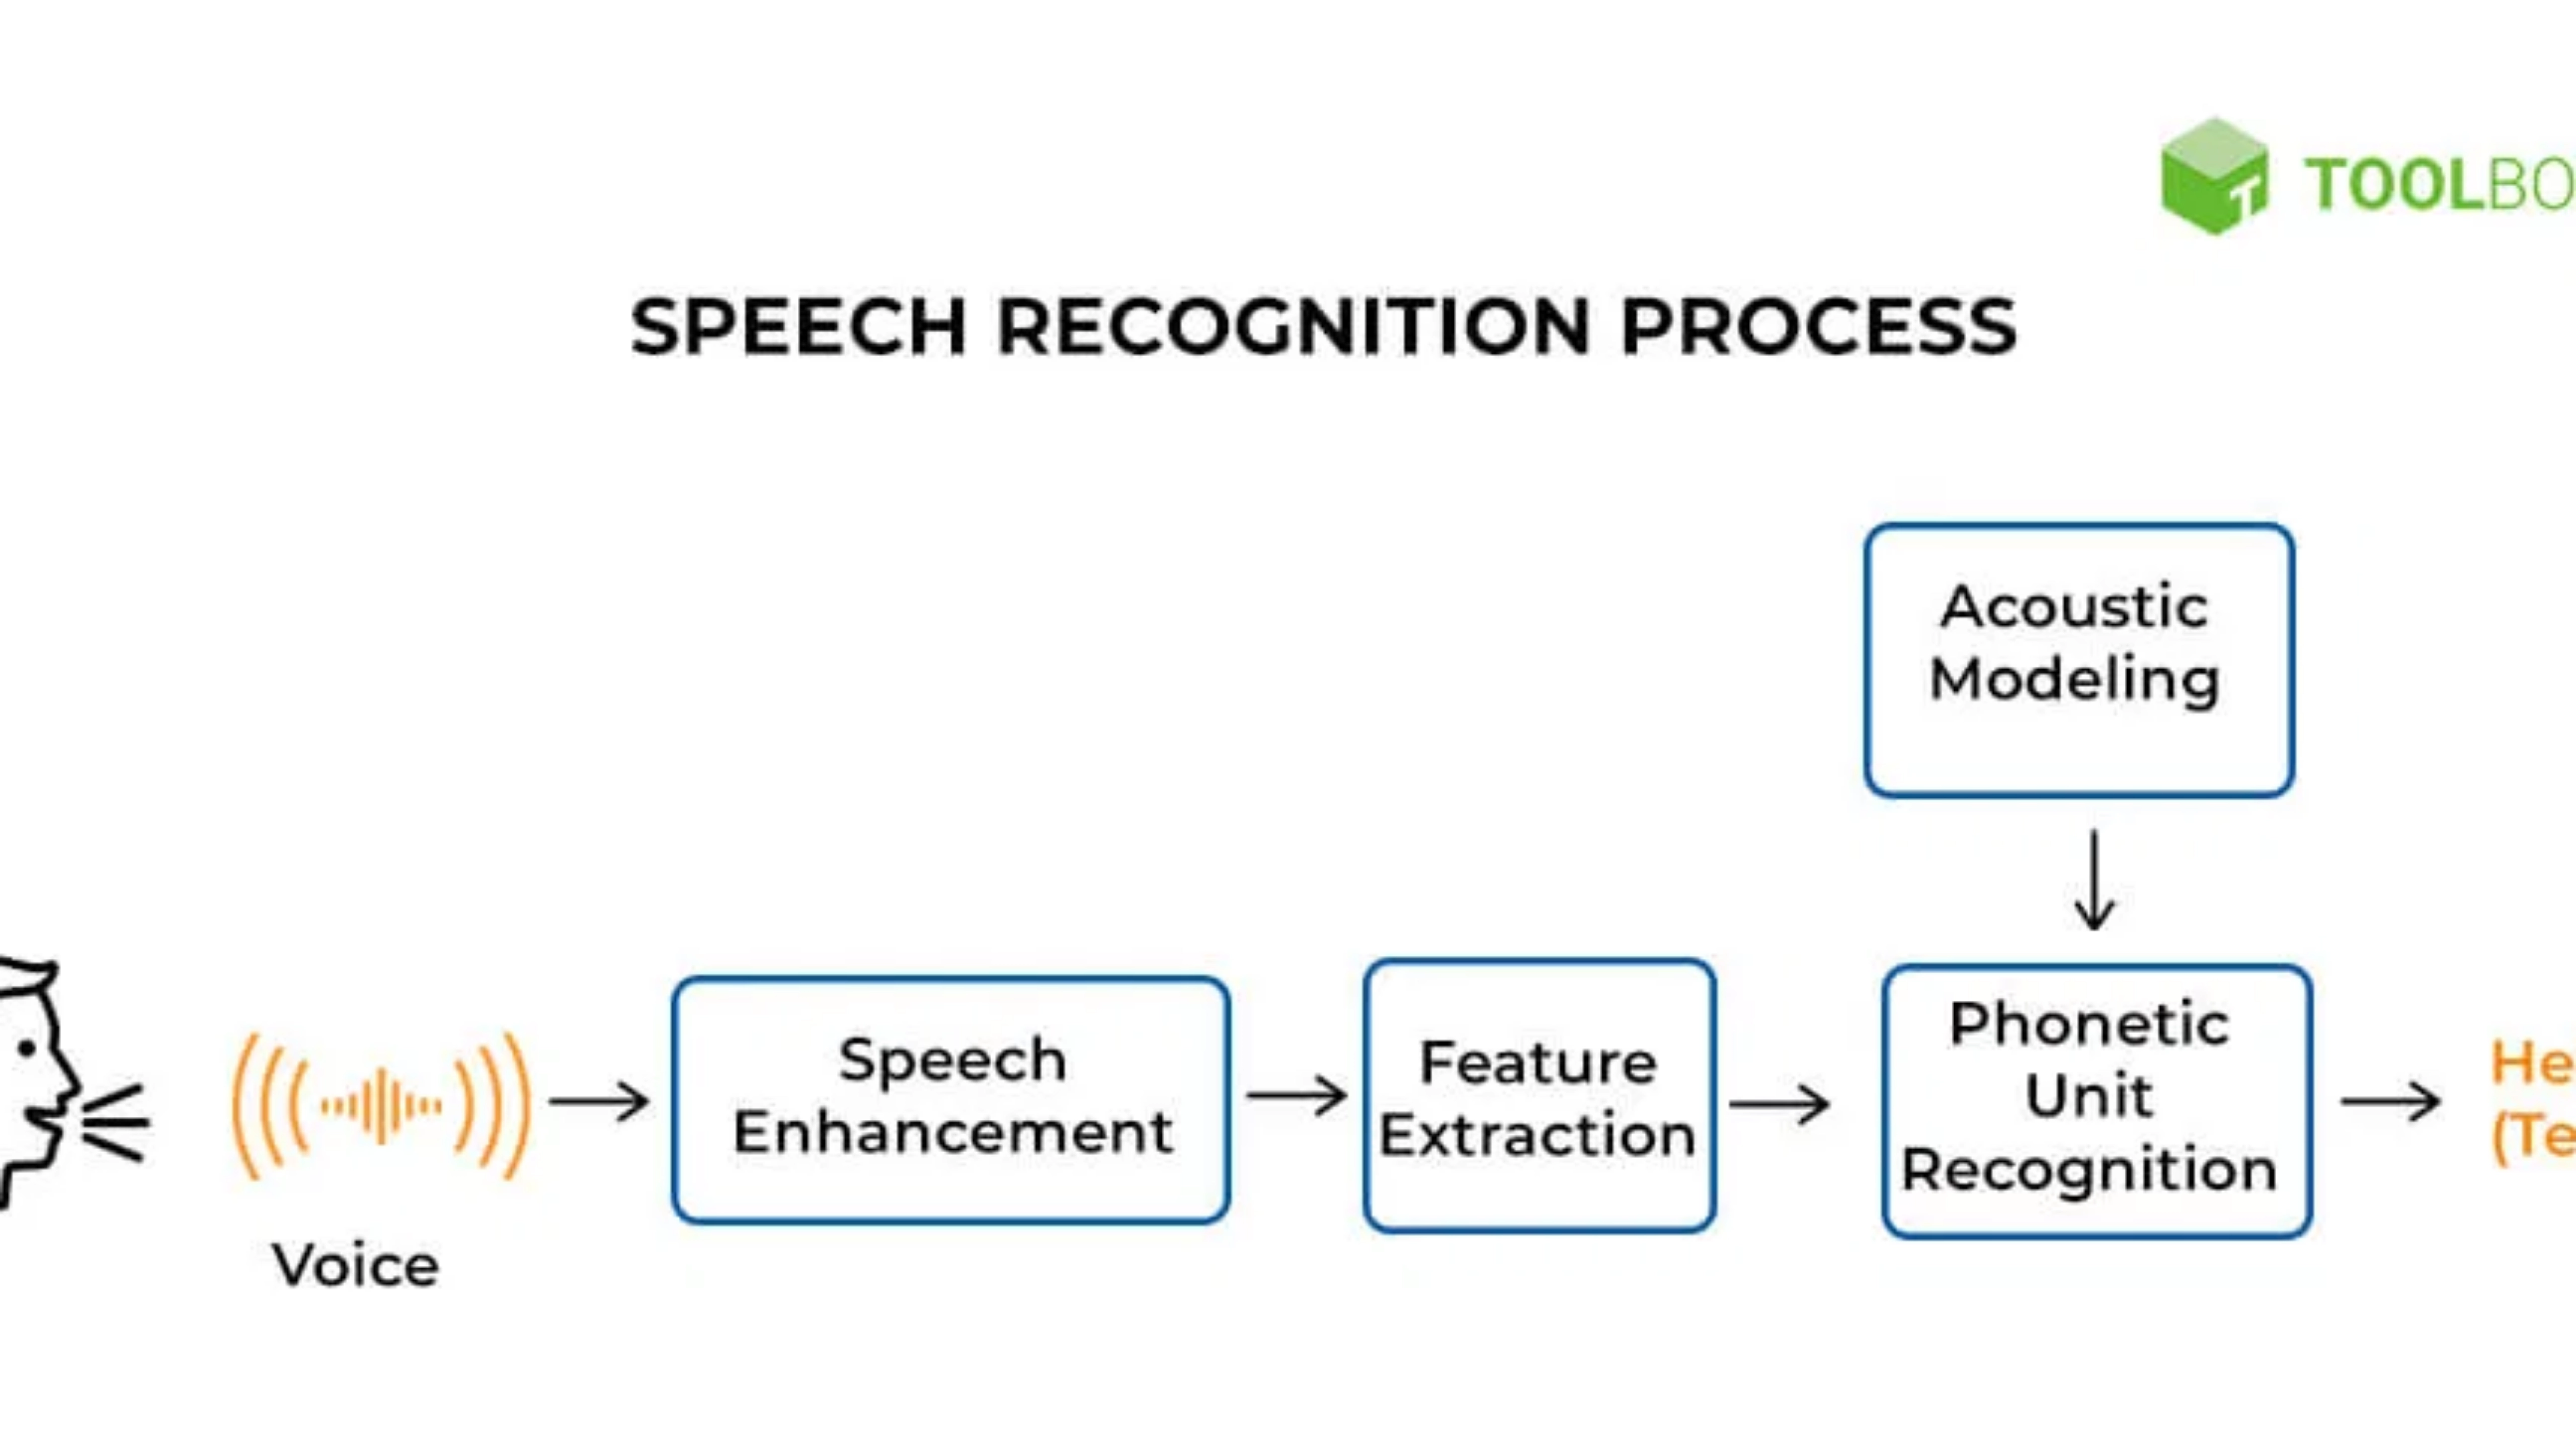 TOOLBO
SPEECH RECOGNITION PROCESS
Acoustic
Modeling
Voice
Speech
Enhancement
Feature
Extraction
Phonetic
Unit
Recognition
He
(Te